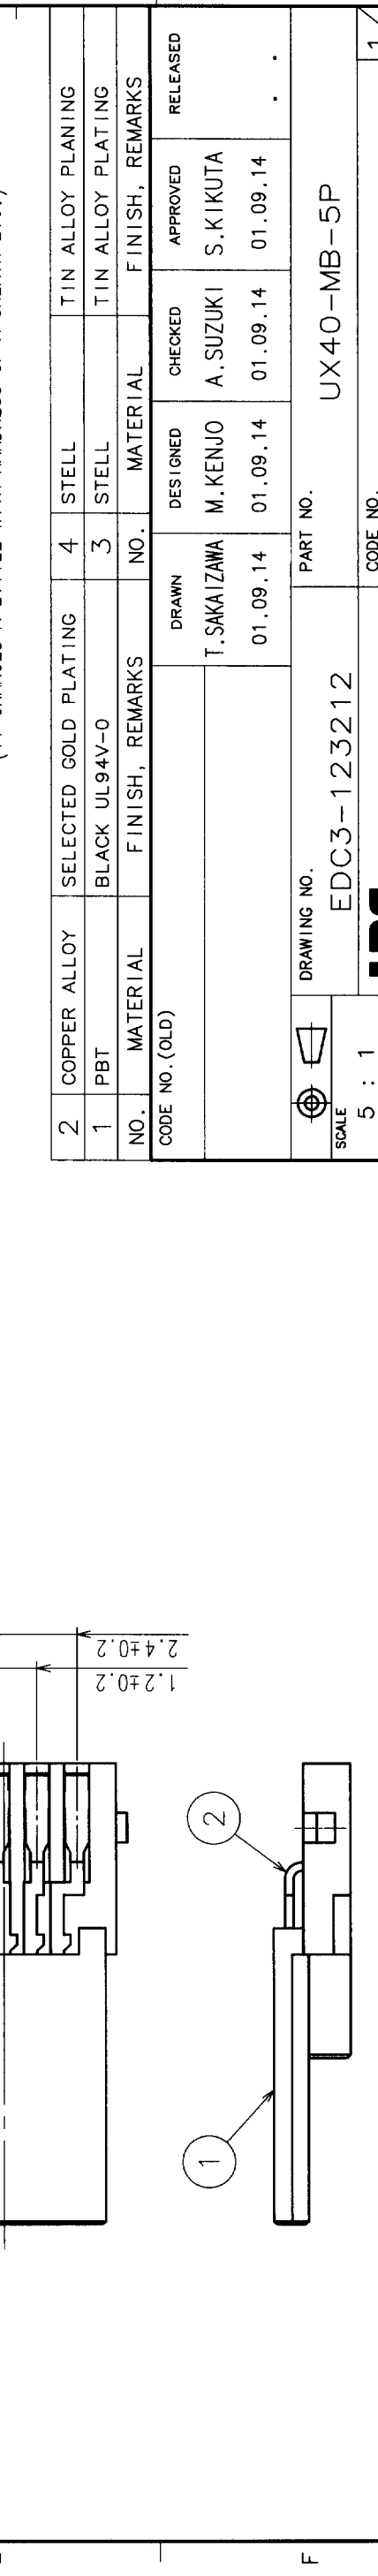 2 COPPER ALLOY SELECTED GOLD PLATING 4 STELL TIN ALLOY PLANING
1 PBT BLACK UL94V-0 3 STELL TIN ALLOY PLATING
NO. MATERIAL FINISH, REMARKS NO. MATERIAL FINISH, REMARKS
CODE NO.(OLD) DRAWN DESIGNED CHECKED APPROVED RELEASED
T.SAKAIZAWA M.KENJO A.SUZUKI S.KIKUTA
01.09.14 01.09.14 01.09.14 01.09.14 . .
DRAWING NO. PART NO.
EDC3-123212 UX40-MB-5P
SCALE
5 : 1 CODE NO. 1/
2.4±0.2
1.2±0.2
2
1
F